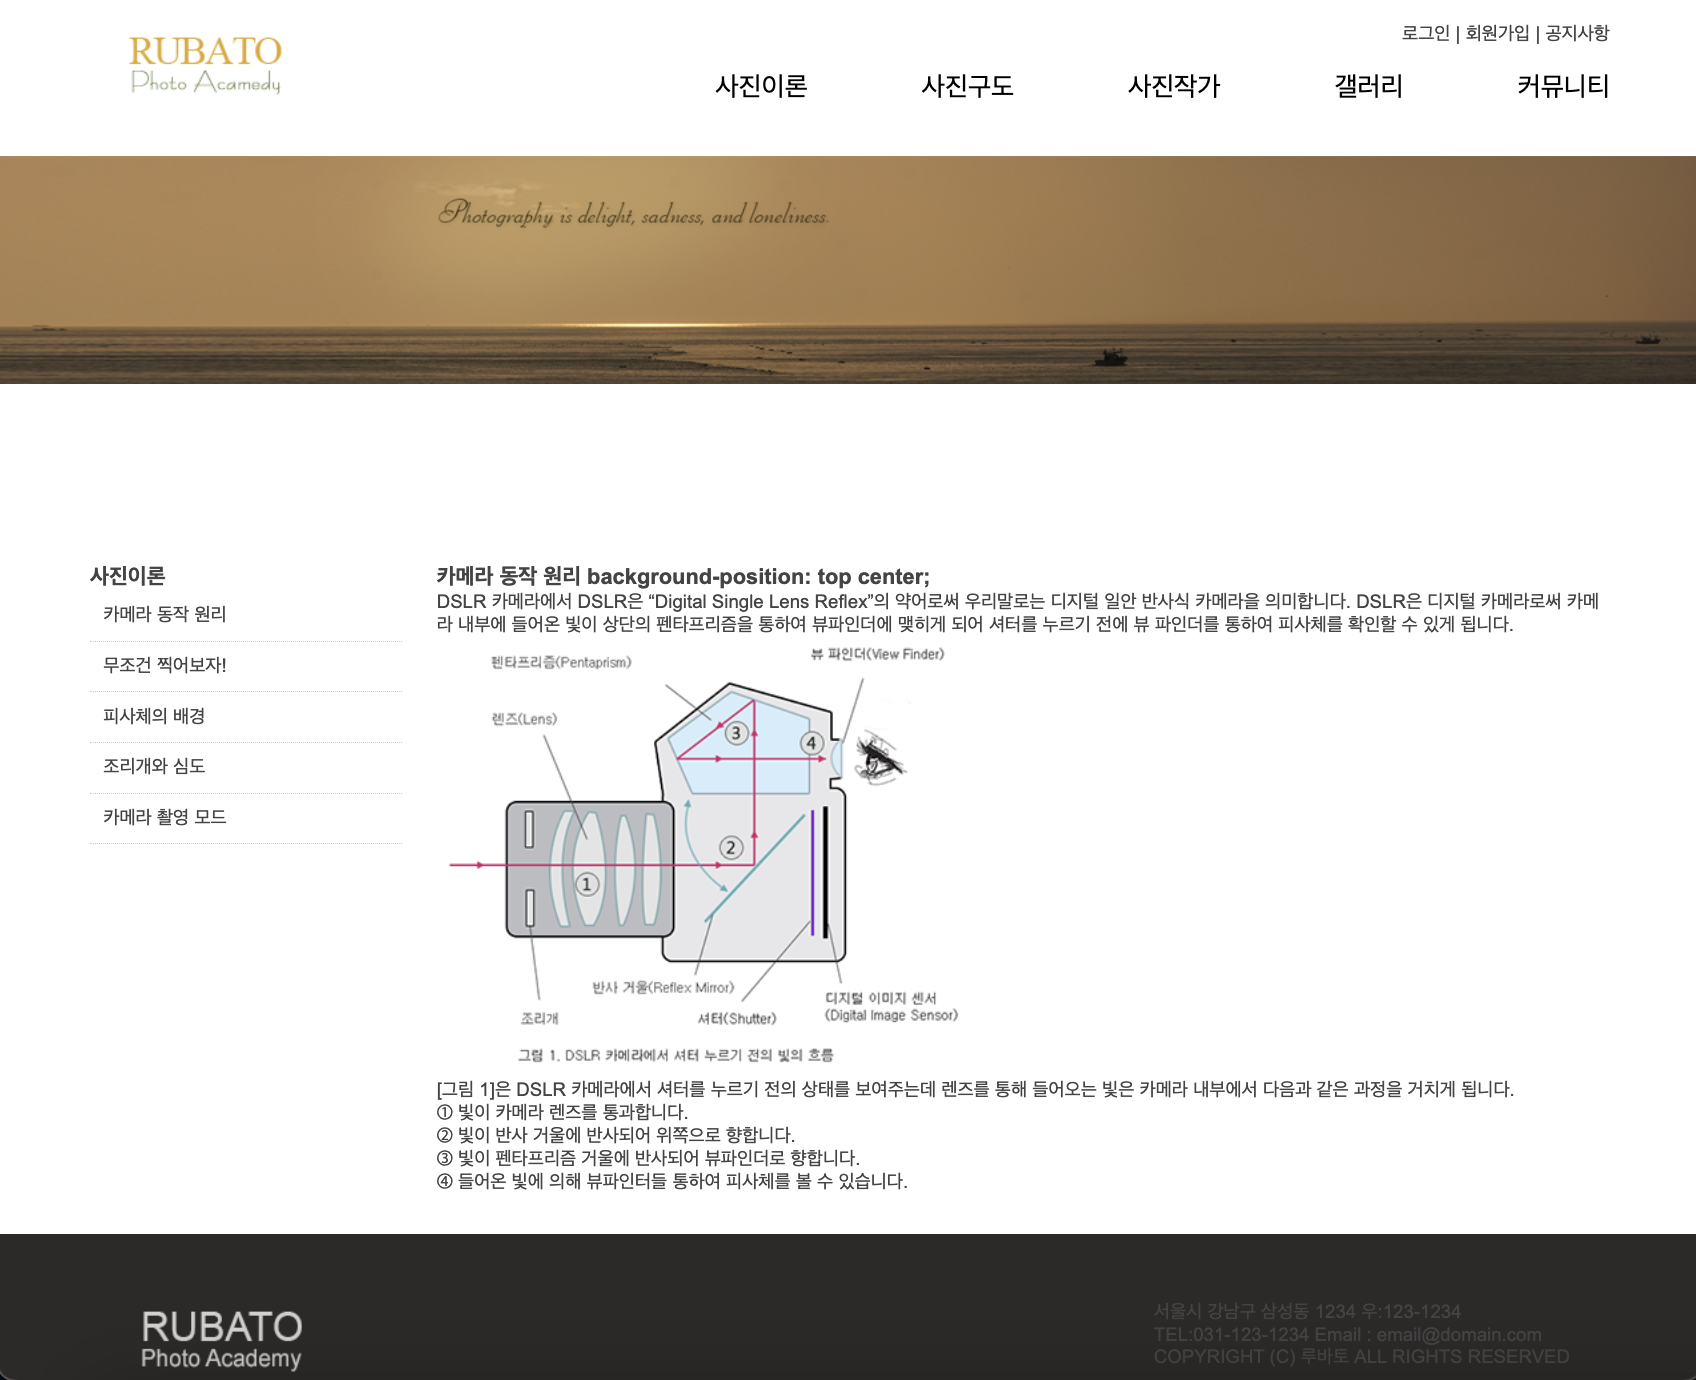 로그인 | 회원가입 | 공지사항
RUBATO
Photo Acamedy
사진이론 사진구도 사진작가 갤러리 커뮤니티
Photography is delight, sadness, and loneliness.
사진이론
카메라 동작 원리
무조건 찍어보자!
피사체의 배경
조리개와 심도
카메라 촬영 모드
카메라 동작 원리 background-position: top center;
DSLR 카메라에서 DSLR은 “Digital Single Lens Reflex”의 약어로써 우리말로는 디지털 일안 반사식 카메라을 의미합니다. DSLR은 디지털 카메라로써 카메
라 내부에 들어온 빛이 상단의 펜타프리즘을 통하여 뷰파인더에 맺히게 되어 셔터를 누르기 전에 뷰 파인더를 통하여 피사체를 확인할 수 있게 됩니다.
뷰 파인더(View Finder)
펜타프리즘(Pentaprism)
렌즈(Lens)
③
④
②
①
반사 거울(Reflex Mirror)
디지털 이미지 센서
(Digital Image Sensor)
조리개
셔터(Shutter)
그림 1. DSLR 카메라에서 셔터 누르기 전의 빛의 흐름
[그림 1]은 DSLR 카메라에서 셔터를 누르기 전의 상태를 보여주는데 렌즈를 통해 들어오는 빛은 카메라 내부에서 다음과 같은 과정을 거치게 됩니다.
① 빛이 카메라 렌즈를 통과합니다.
② 빛이 반사 거울에 반사되어 위쪽으로 향합니다.
③ 빛이 펜타프리즘 거울에 반사되어 뷰파인더로 향합니다.
④ 들어온 빛에 의해 뷰파인터들 통하여 피사체를 볼 수 있습니다.
RUBATO
Photo Academy
서울시 강남구 삼성동 1234 우:123-1234
TEL:031-123-1234 Email : email@domain.com
COPYRIGHT (C) 루바토 ALL RIGHTS RESERVED